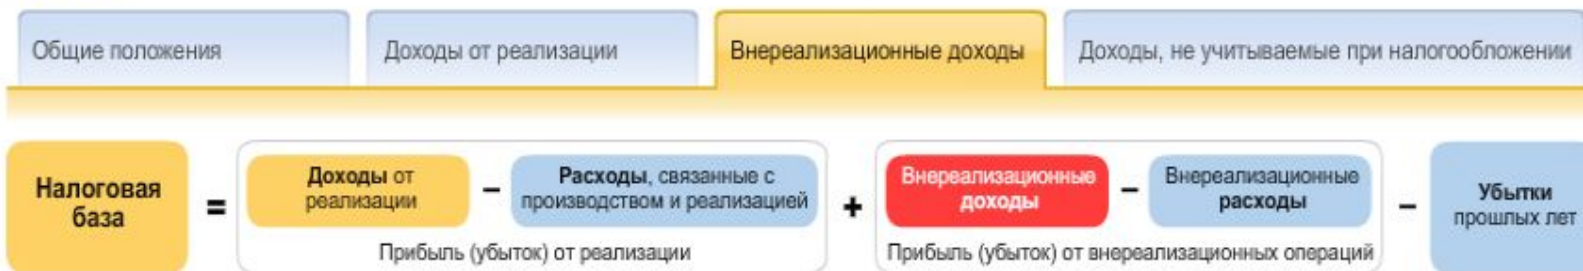 Общие положения
Доходы от реализации
Внереализационные доходы
Доходы, не учитываемые при налогообложении
Налоговая
база
=
Доходы от
реализации
–
Расходы, связанные с
производством и реализацией
Прибыль (убыток) от реализации
+
Внереализационные
доходы
–
Внереализационные
расходы
Прибыль (убыток) от внереализационных операций
–
Убытки
прошлых лет